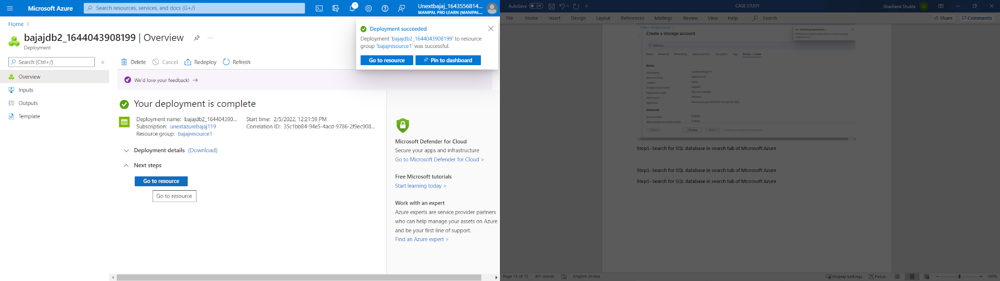 Microsoft Azure
Search resources, services, and docs (G+/)
1
Unextbajaj_1643556814...
MANIPAL PRO LEARN (MANIPAL...
Home >
bajajdb2_1644043908199 | Overview
...
Deployment
Search (Ctrl+/)
«
Overview
Inputs
Outputs
Template
Delete
Cancel
Redeploy
Refresh
Deployment succeeded
Deployment 'bajajdb2_1644043908199' to resource
group 'bajajresource1' was successful.
Go to resource
Pin to dashboard
We'd love your feedback! →
Your deployment is complete
Deployment name: bajajdb2_164404390...
Subscription: unextazurebajaj119
Resource group: bajajresource1
Start time: 2/5/2022, 12:21:59 PM
Correlation ID: 35c1bb84-94e5-4acd-9786-2f9ec908...
Deployment details (Download)
Next steps
Go to resource
Go to resource
Microsoft Defender for Cloud
Secure your apps and infrastructure
Go to Microsoft Defender for Cloud >
Free Microsoft tutorials
Start learning today >
Work with an expert
Azure experts are service provider partners
who can help manage your assets on Azure
and be your first line of support.
Find an Azure expert >
AutoSave Off
CASE STUDY
Shashank Shukla SS
File Home Insert Design Layout References Mailings Review View Help Search
Share Comments
Home > Storage accounts >
Create a storage account
Initializing deployment...
Initializing template deployment to resource group
Deploying...
Basics Advanced Networking Data protection Encryption Tags Review + create
Basics
Subscription unextazurebajaj119
Resource Group bajajresource1
Location eastus
Storage account name bajajdb2
Deployment model Resource manager
Performance Standard
Replication Read-access geo-redundant storage (RA-GRS)
Advanced
Secure transfer Enabled
Allow storage account key access Enabled
Create < Previous Next > Download a template for automation
Step1- Search for SQL database in search tab of Microsoft Azure
Step1- Search for SQL database in search tab of Microsoft Azure
Step1- Search for SQL database in search tab of Microsoft Azure
Page 15 of 15 401 words English (India)
Display Settings Focus
100%